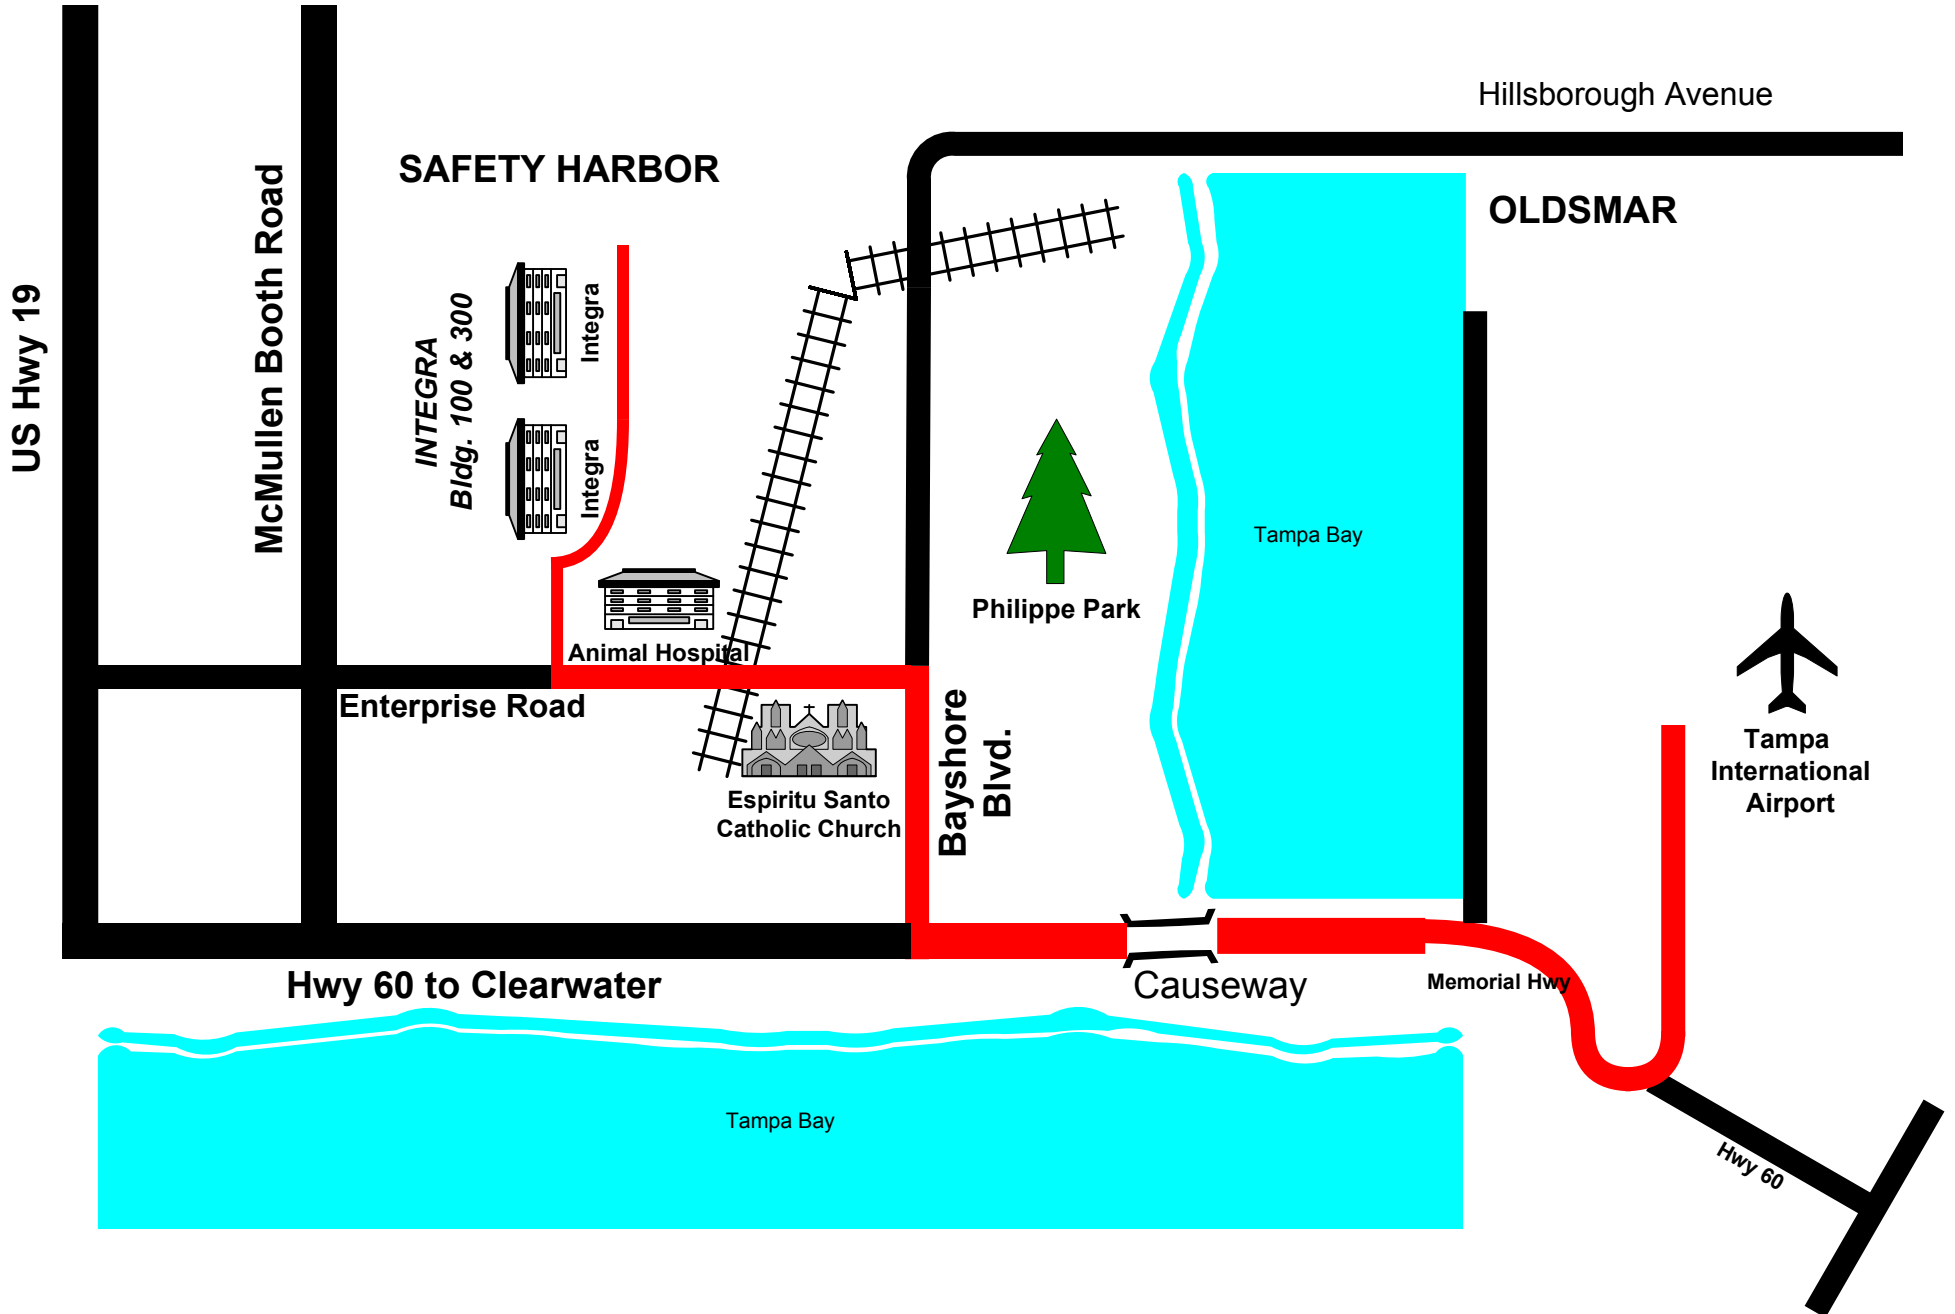 Hillsborough Avenue
SAFETY HARBOR
OLDSMAR
US Hwy 19
McMullen Booth Road
INTEGRA
Bldg. 100 & 300
Integra
Integra
Tampa Bay
Philippe Park
Animal Hospital
Enterprise Road
Bayshore
Blvd.
Tampa
International
Airport
Espiritu Santo
Catholic Church
Hwy 60 to Clearwater
Causeway
Memorial Hwy
Tampa Bay
Hwy 60